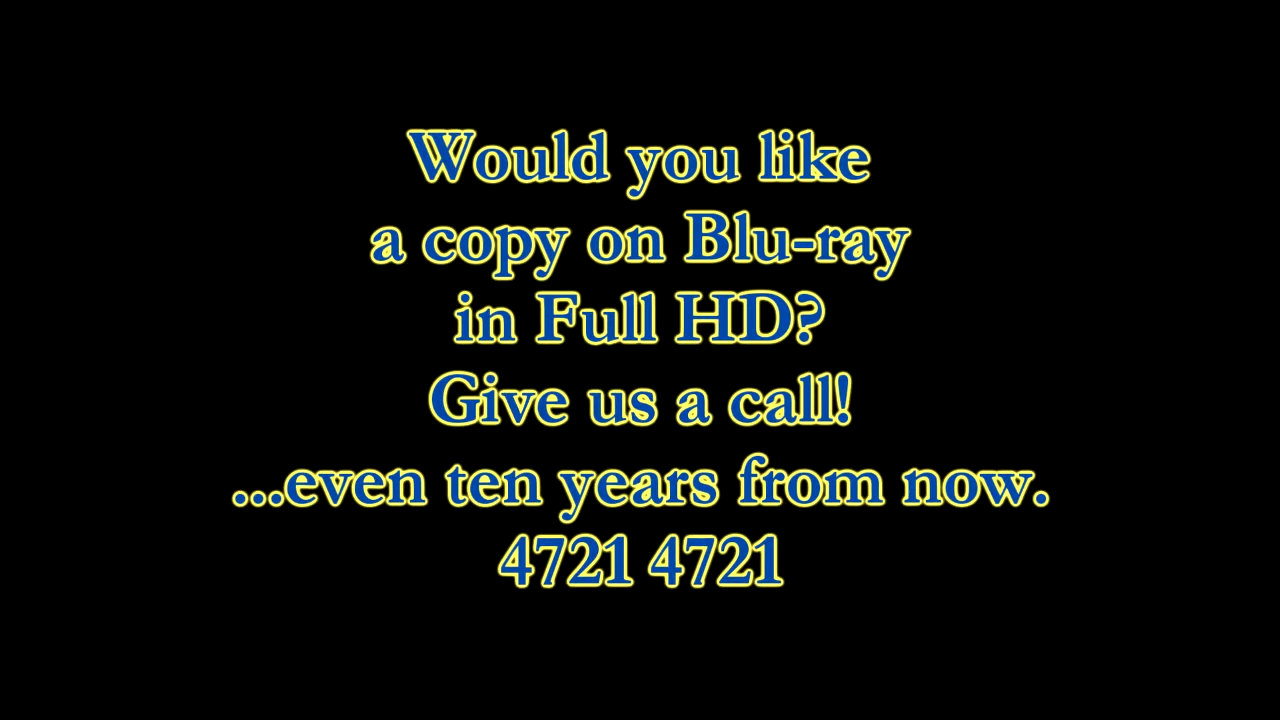 Would you like
a copy on Blu-ray
in Full HD?
Give us a call!
...even ten years from now.
4721 4721